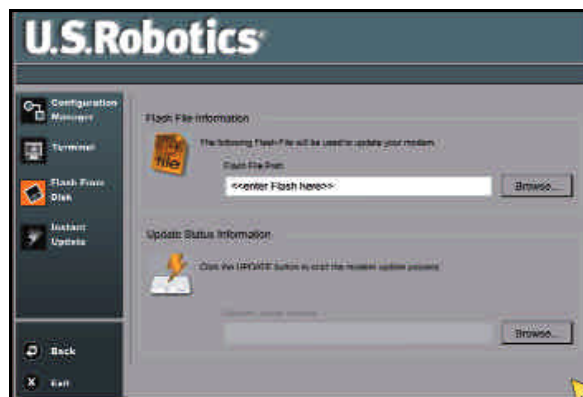 U.S.Robotics
Configuration
Manager
Terminal
Flash From
Disk
Instant
Update
Back
Exit
Flash File Information
The following Flash File will be used to update your modem.
file
Flash File Path
<<enter Flash here>>
Browse...
Update Status Information
Click the UPDATE button to start the modem update process.
Browse...